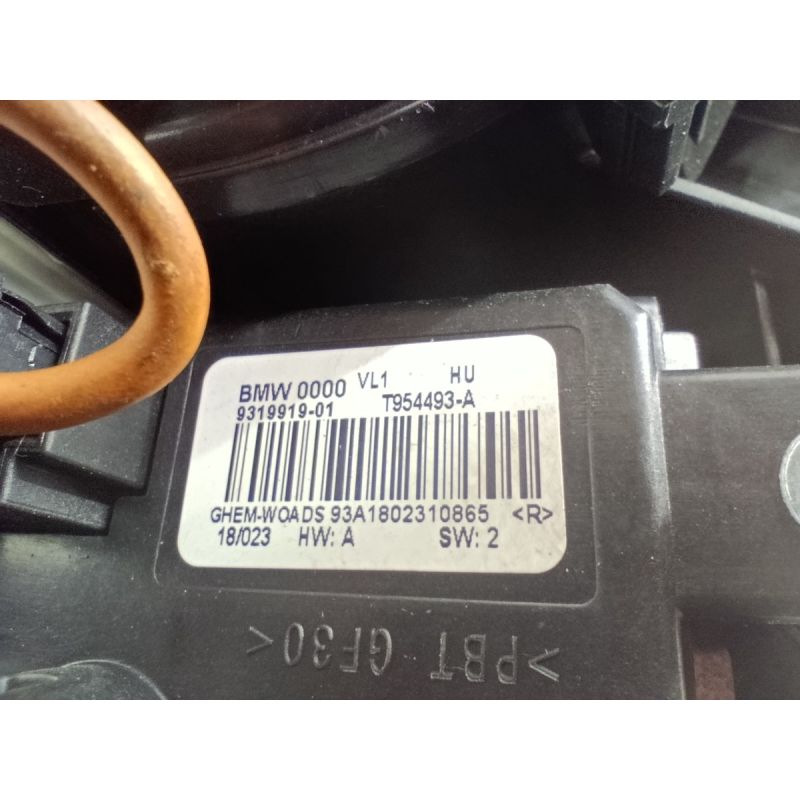 BMW 0000 VL1 HU
9319919-01 T954493-A
GHEM-WOADS 93A1802310865 <R>
18/023 HW: A SW: 2
>PBT GF30<